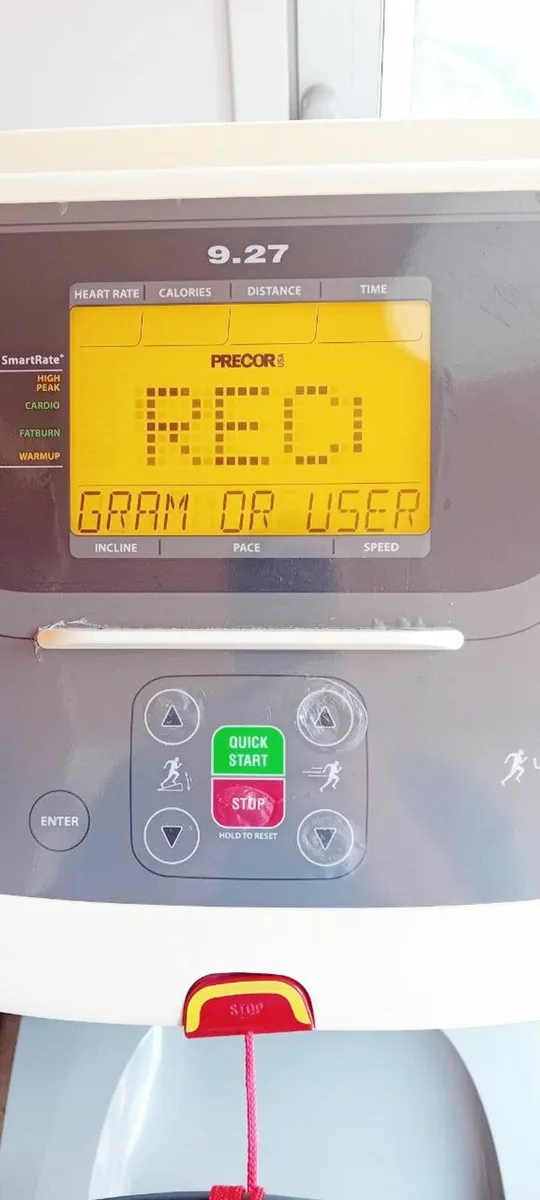 9.27
HEART RATE CALORIES DISTANCE TIME
PRECOR USA
SmartRate®
HIGH
PEAK
CARDIO
FATBURN
WARMUP
REC
GRAM OR USER
INCLINE PACE SPEED
QUICK
START
STOP
HOLD TO RESET
ENTER
STOP